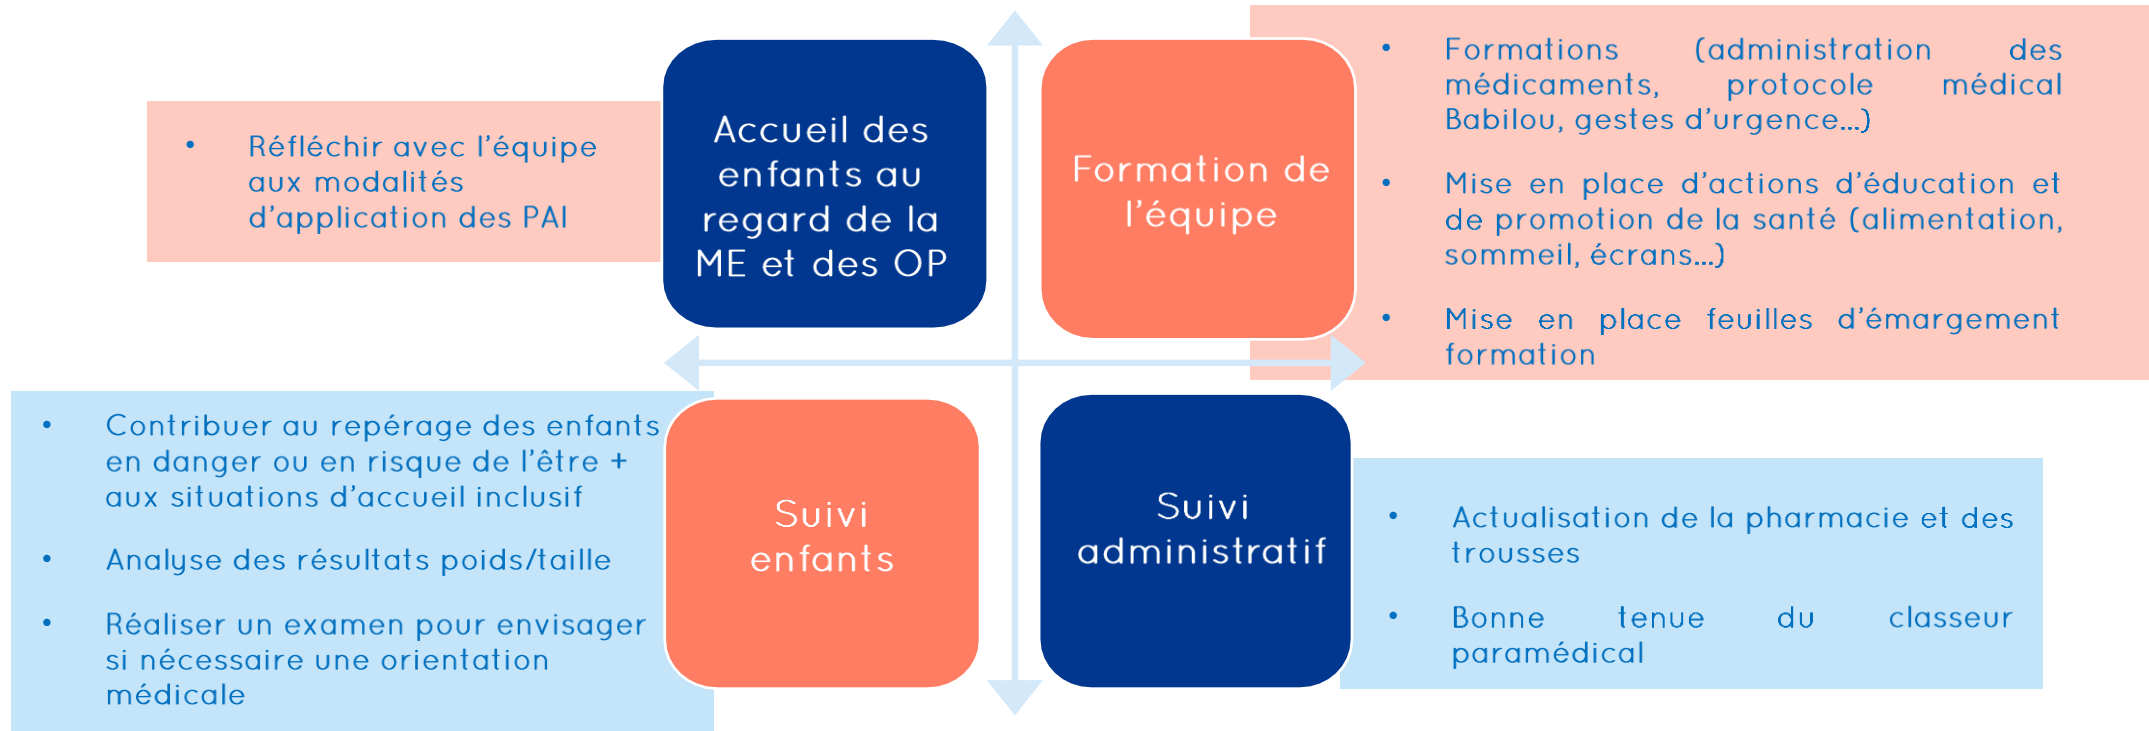 • Réfléchir avec l'équipe
aux modalités
d'application des PAI
Accueil des
enfants au
regard de la
ME et des OP
Formation de
l'équipe
• Formations (administration des
médicaments, protocole médical
Babilou, gestes d'urgence...)
• Mise en place d'actions d'éducation et
de promotion de la santé (alimentation,
sommeil, écrans...)
• Mise en place feuilles d'émargement
formation
• Contribuer au repérage des enfants
en danger ou en risque de l'être +
aux situations d'accueil inclusif
• Analyse des résultats poids/taille
• Réaliser un examen pour envisager
si nécessaire une orientation
médicale
Suivi
enfants
Suivi
administratif
• Actualisation de la pharmacie et des
trousses
• Bonne tenue du classeur
paramédical